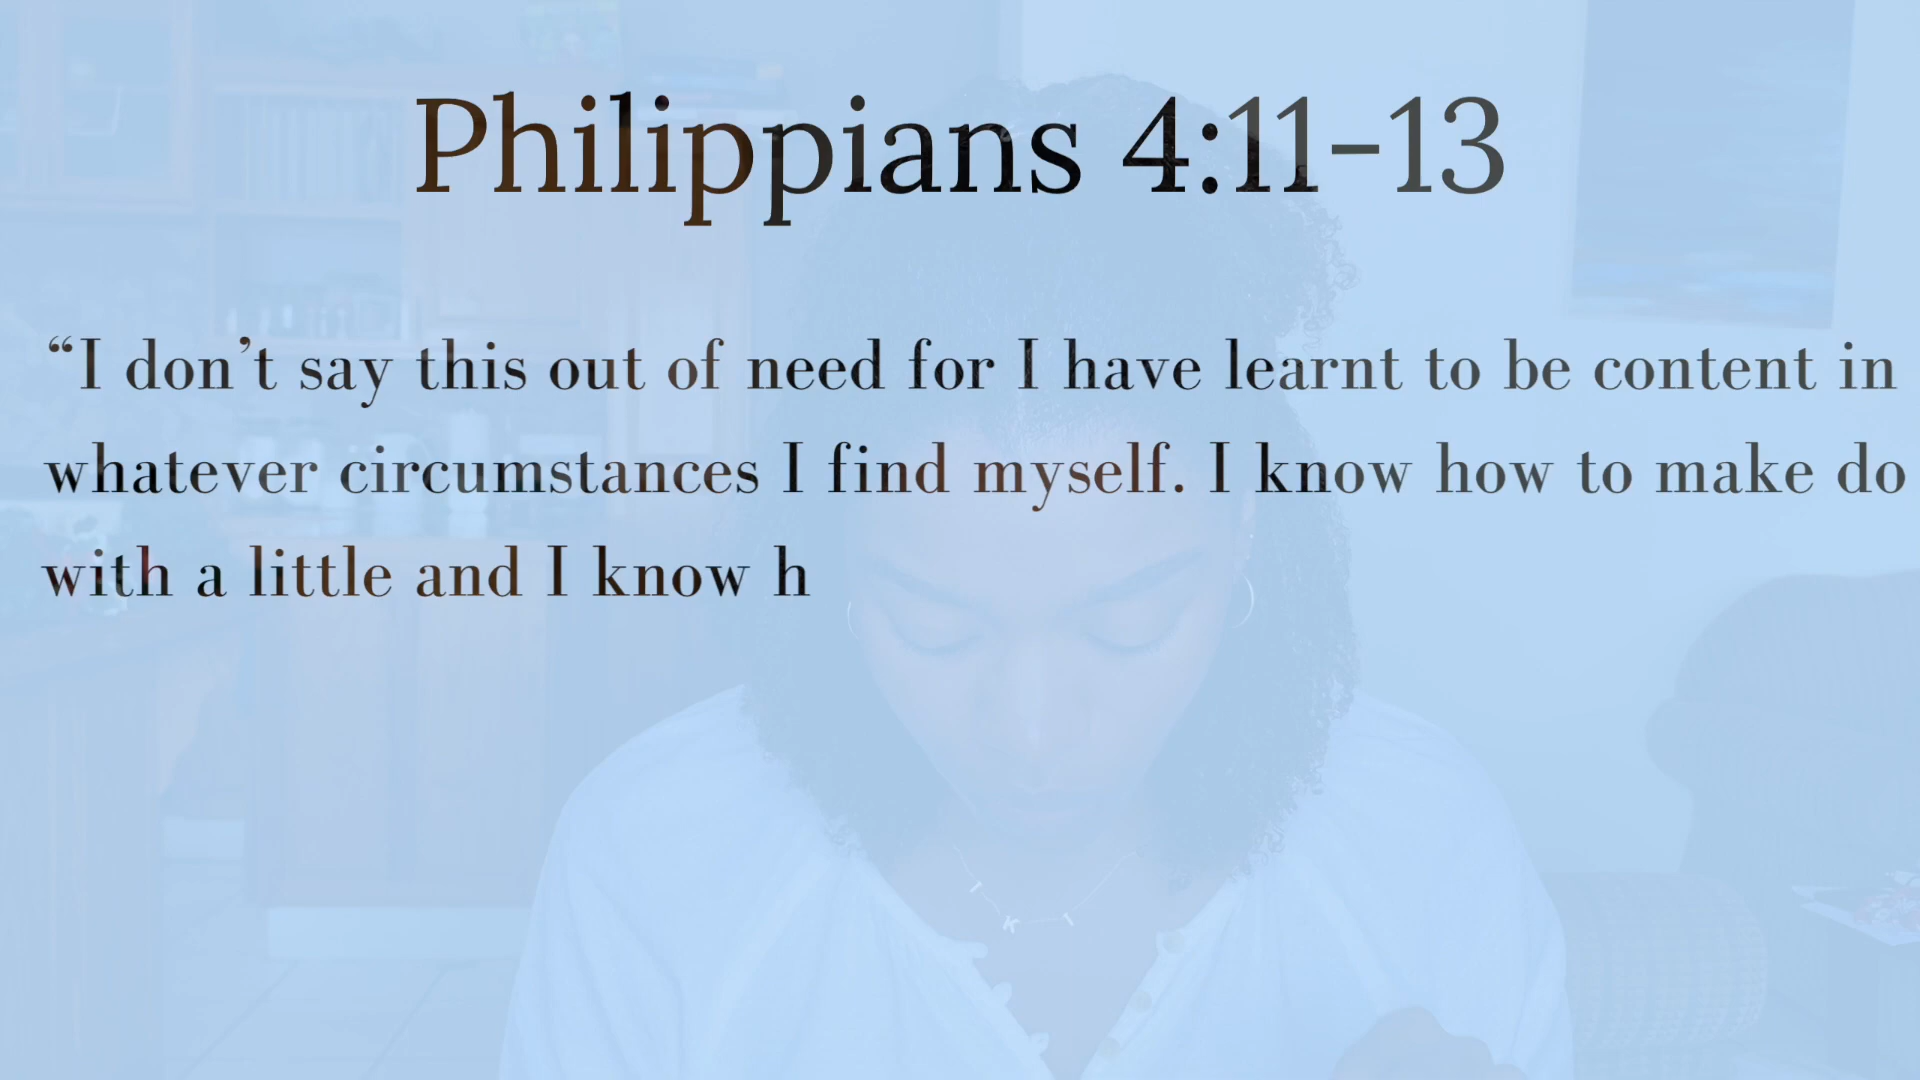 Philippians 4:11-13
“I don’t say this out of need for I have learnt to be content in
whatever circumstances I find myself. I know how to make do
with a little and I know h